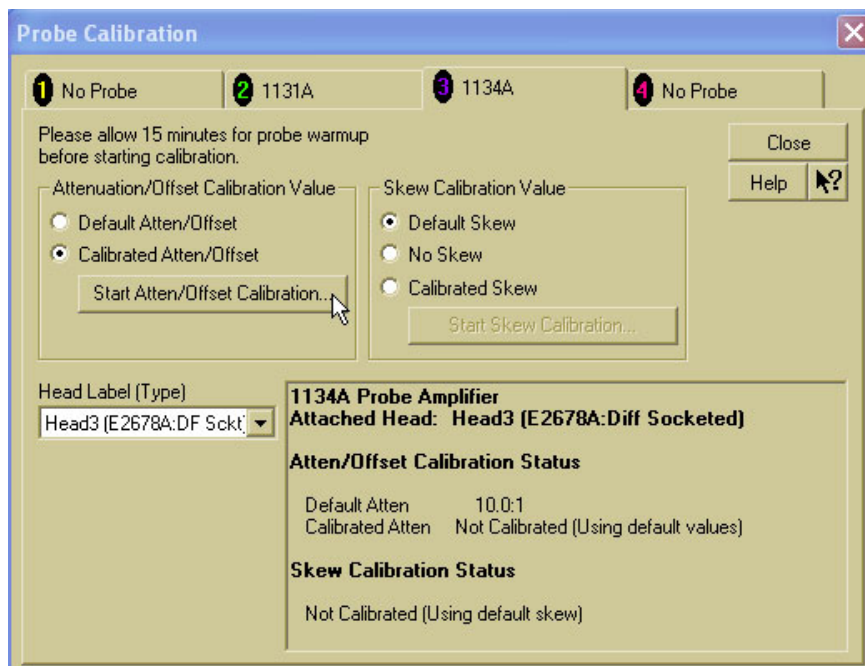 Probe Calibration
1 No Probe
2 1131A
3 1134A
4 No Probe
Please allow 15 minutes for probe warmup
before starting calibration.
Close
Help
?
Attenuation/Offset Calibration Value
Default Atten/Offset
Calibrated Atten/Offset
Start Atten/Offset Calibration...
Skew Calibration Value
Default Skew
No Skew
Calibrated Skew
Start Skew Calibration...
Head Label (Type)
Head3 (E2678A:DF Sckt)
1134A Probe Amplifier
Attached Head: Head3 (E2678A:Diff Socketed)
Atten/Offset Calibration Status
Default Atten 10.0:1
Calibrated Atten Not Calibrated (Using default values)
Skew Calibration Status
Not Calibrated (Using default skew)